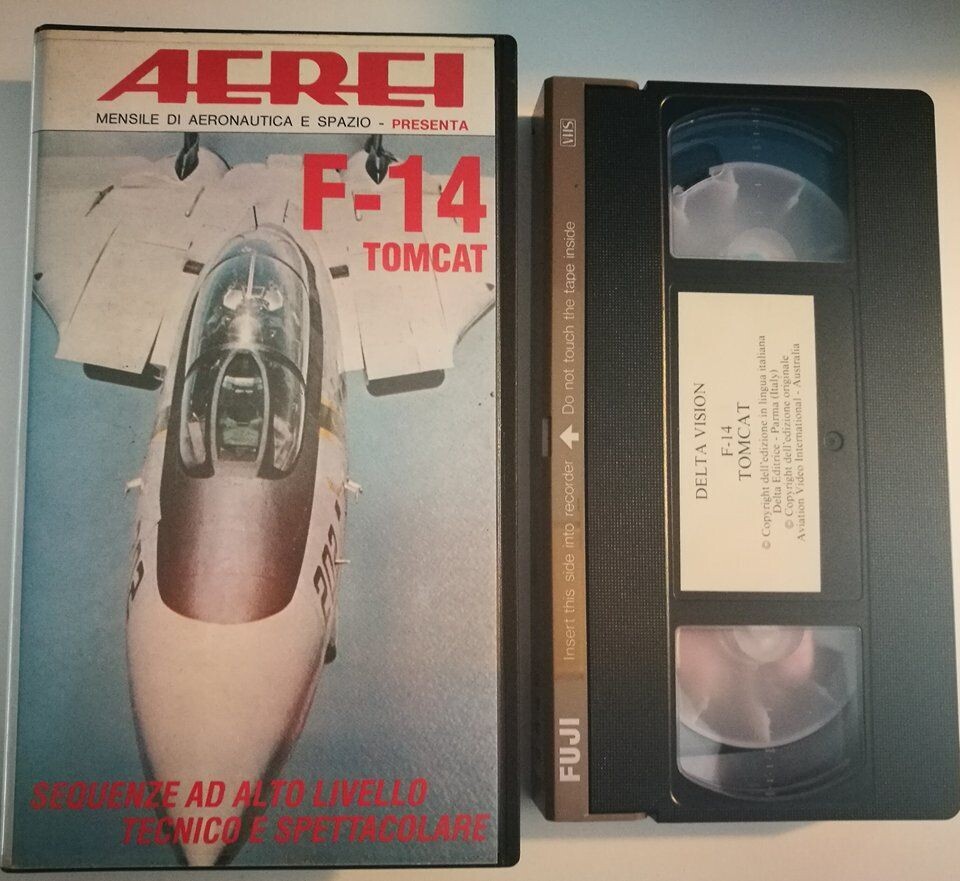 AEREI
MENSILE DI AERONAUTICA E SPAZIO - PRESENTA
F-14
TOMCAT
SEQUENZE AD ALTO LIVELLO
TECNICO E SPETTACOLARE
VHS
FUJI
Insert this side into recorder Do not touch the tape inside
DELTA VISION
F-14
TOMCAT
© Copyright dell'edizione in lingua italiana
Delta Editrice - Parma (Italy)
© Copyright dell'edizione originale
Aviation Video International - Australia